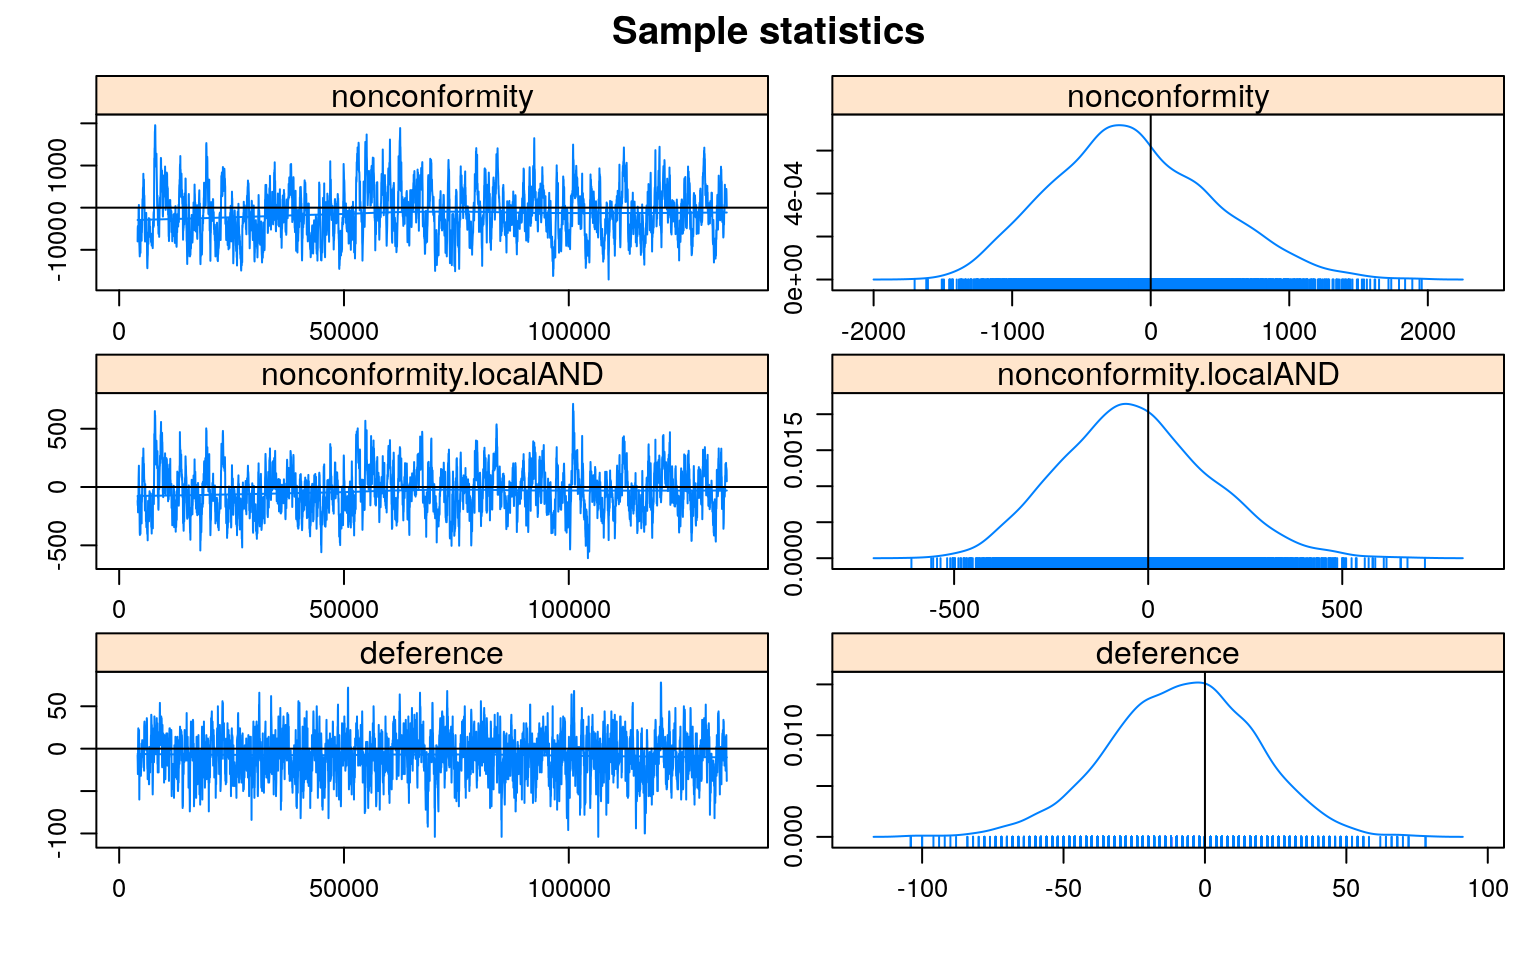 Sample statistics
nonconformity
nonconformity
-1000 0 1000
0e+00 4e-04
0 50000 100000
-2000 -1000 0 1000 2000
nonconformity.localAND
nonconformity.localAND
-500 0 500
0.0000 0.0015
0 50000 100000
-500 0 500
deference
deference
-100 0 50
0.000 0.010
0 50000 100000
-100 -50 0 50 100